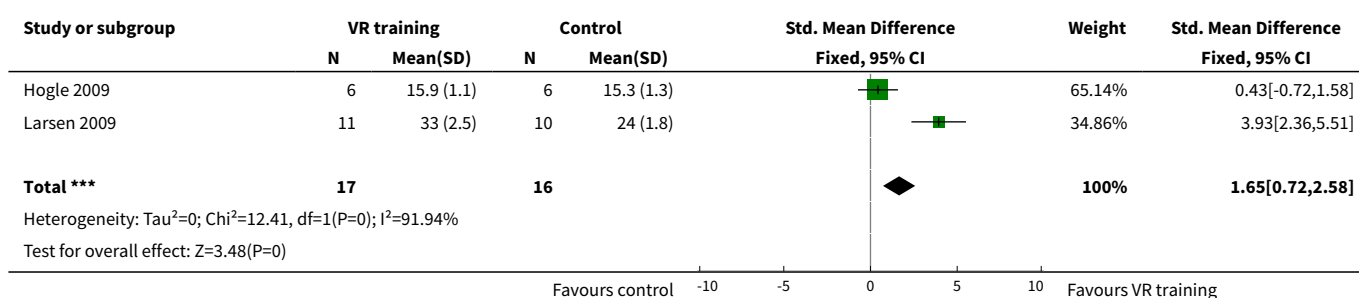 Study or subgroup VR training Control Std. Mean Difference Weight Std. Mean Difference
N Mean(SD) N Mean(SD) Fixed, 95% CI Fixed, 95% CI
Hogle 2009 6 15.9 (1.1) 6 15.3 (1.3) 65.14% 0.43[-0.72,1.58]
Larsen 2009 11 33 (2.5) 10 24 (1.8) 34.86% 3.93[2.36,5.51]
Total *** 17 16 100% 1.65[0.72,2.58]
Heterogeneity: Tau²=0; Chi²=12.41, df=1(P=0); I²=91.94%
Test for overall effect: Z=3.48(P=0)
Favours control -10 -5 0 5 10 Favours VR training